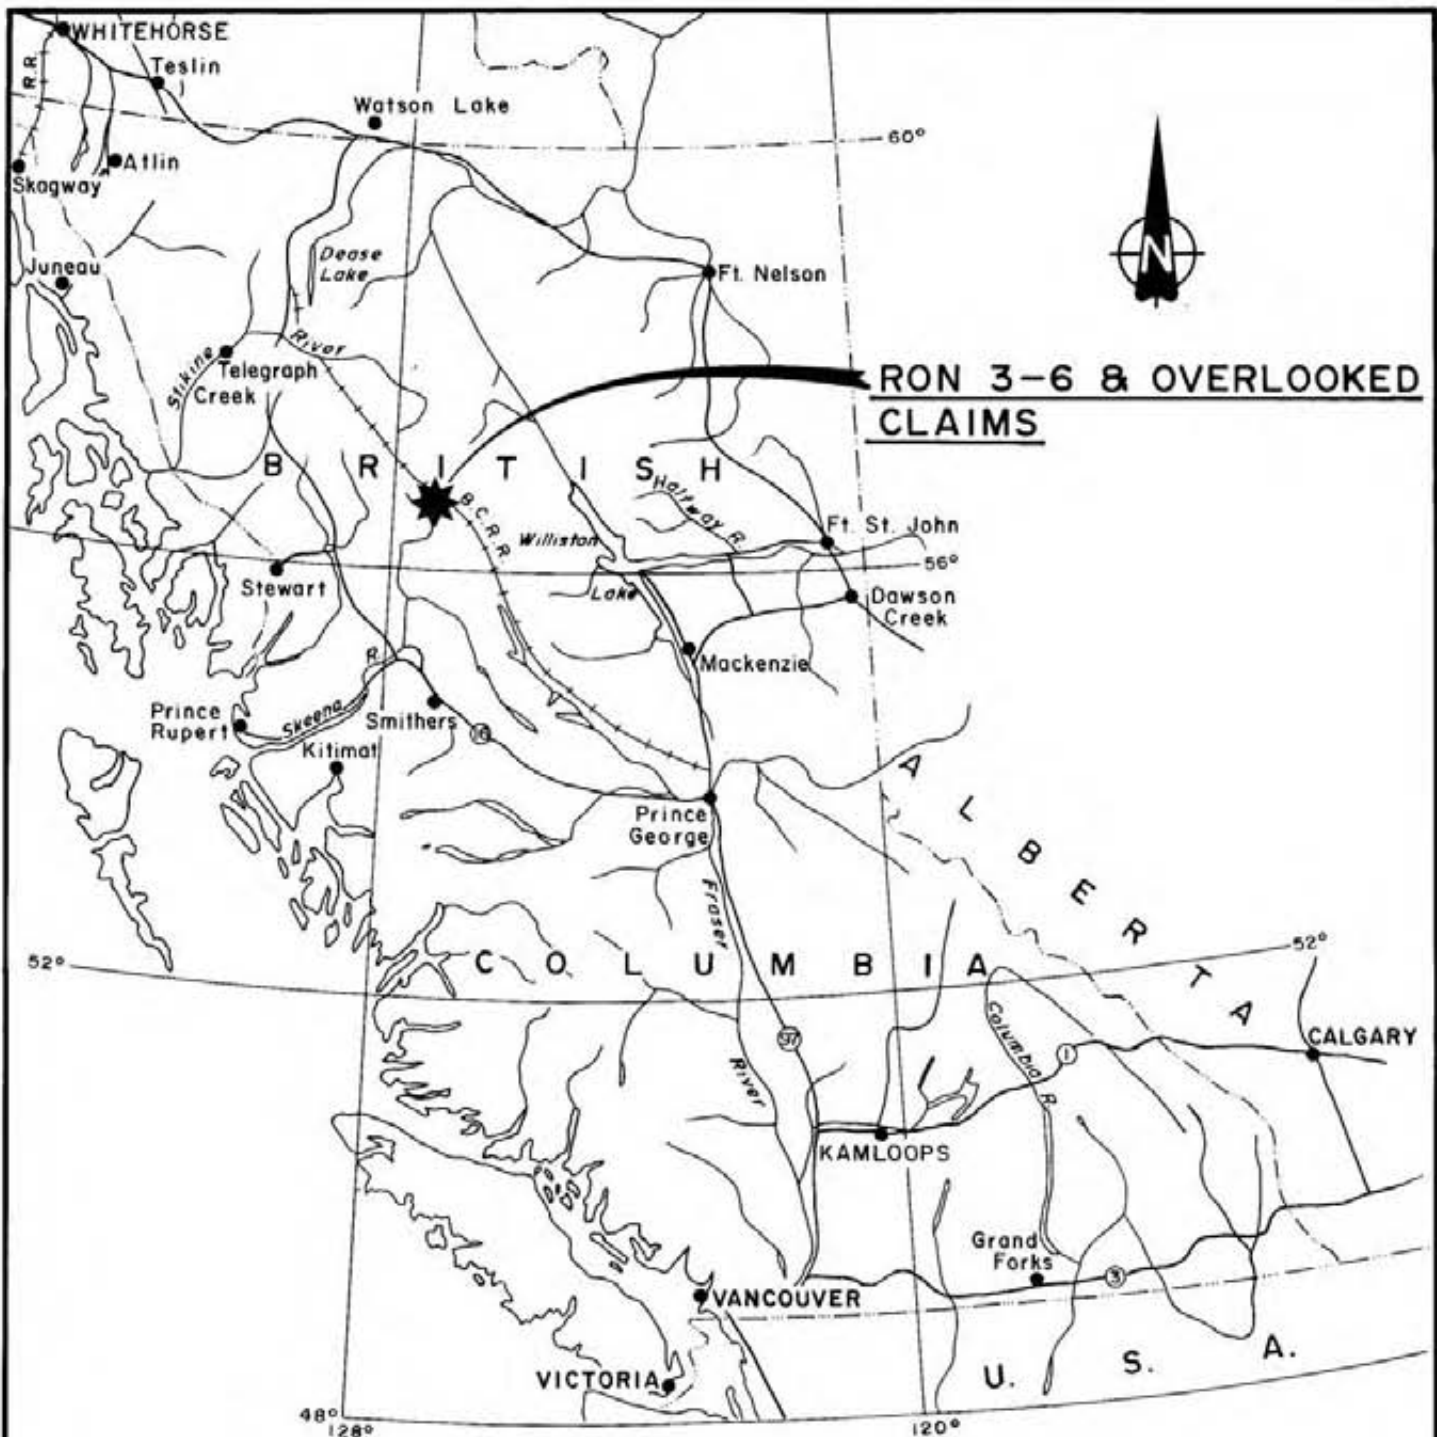 WHITEHORSE
R.R.
Teslin
Watson Lake
60°
Atlin
Skagway
N
Dease
Lake
Juneau
Ft. Nelson
Stikine
River
Telegraph
Creek
RON 3-6 & OVERLOOKED
CLAIMS
BRITISH
B.C.R.R.
Halfway R.
Williston
Ft. St. John
56°
Stewart
Lake
Dawson
Creek
Mackenzie
R.
Prince
Rupert
Skeena
Smithers
16
Kitimat
ALBERTA
Prince
George
Fraser
52°
COLUMBIA
52°
Columbia R.
97
1
CALGARY
River
KAMLOOPS
Grand
Forks
3
VANCOUVER
VICTORIA
U. S. A.
48°
128°
120°